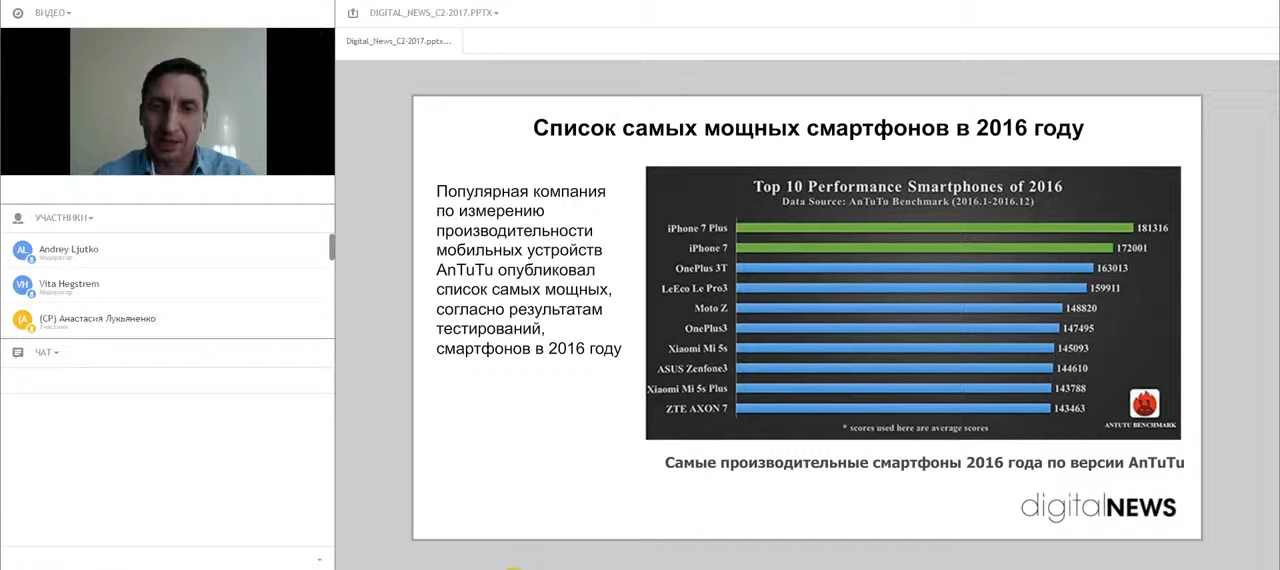 ВИДЕО
DIGITAL_NEWS_C2-2017.PPTX
Digital_News_C2-2017.pptx...
УЧАСТНИКИ
AL
Andrey Ljutko
Модератор
VH
Vita Hegstrem
Модератор
(А
(СР) Анастасия Лукьяненко
Участник
ЧАТ
Список самых мощных смартфонов в 2016 году
Популярная компания
по измерению
производительности
мобильных устройств
AnTuTu опубликовал
список самых мощных,
согласно результатам
тестирований,
смартфонов в 2016 году
Top 10 Performance Smartphones of 2016
Data Source: AnTuTu Benchmark (2016.1-2016.12)
iPhone 7 Plus 181316
iPhone 7 172001
OnePlus 3T 163013
LeEco Le Pro3 159911
Moto Z 148820
OnePlus3 147495
Xiaomi Mi 5s 145093
ASUS Zenfone3 144610
Xiaomi Mi 5s Plus 143788
ZTE AXON 7 143463
* scores used here are average scores
ANTUTU BENCHMARK
Самые производительные смартфоны 2016 года по версии AnTuTu
digitalNEWS